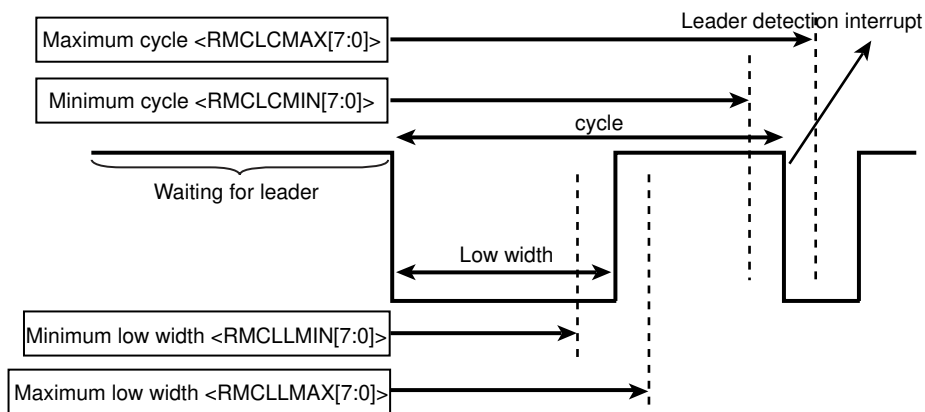 Leader detection interrupt
Maximum cycle <RMCLCMAX[7:0]>
Minimum cycle <RMCLCMIN[7:0]>
cycle
Waiting for leader
Low width
Minimum low width <RMCLLMIN[7:0]>
Maximum low width <RMCLLMAX[7:0]>